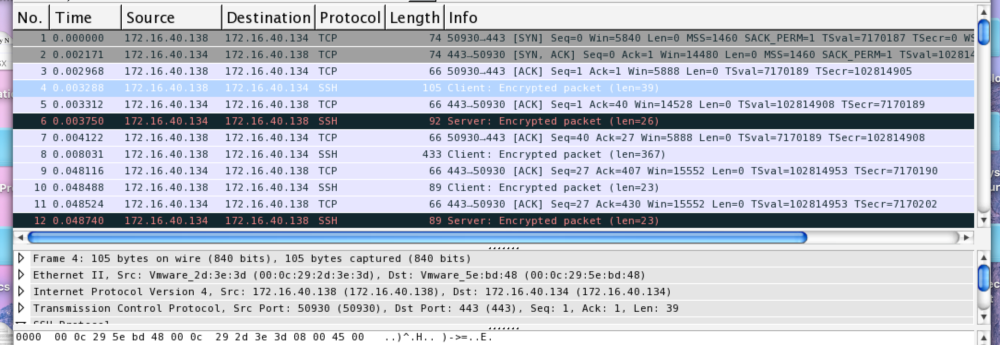 No. Time Source Destination Protocol Length Info
1 0.000000 172.16.40.138 172.16.40.134 TCP 74 50930→443 [SYN] Seq=0 Win=5840 Len=0 MSS=1460 SACK_PERM=1 TSval=7170187 TSecr=0 WS
2 0.002171 172.16.40.134 172.16.40.138 TCP 74 443→50930 [SYN, ACK] Seq=0 Ack=1 Win=14480 Len=0 MSS=1460 SACK_PERM=1 TSval=102814
3 0.002968 172.16.40.138 172.16.40.134 TCP 66 50930→443 [ACK] Seq=1 Ack=1 Win=5888 Len=0 TSval=7170189 TSecr=102814905
4 0.003288 172.16.40.138 172.16.40.134 SSH 105 Client: Encrypted packet (len=39)
5 0.003312 172.16.40.134 172.16.40.138 TCP 66 443→50930 [ACK] Seq=1 Ack=40 Win=14528 Len=0 TSval=102814908 TSecr=7170189
6 0.003750 172.16.40.134 172.16.40.138 SSH 92 Server: Encrypted packet (len=26)
7 0.004122 172.16.40.138 172.16.40.134 TCP 66 50930→443 [ACK] Seq=40 Ack=27 Win=5888 Len=0 TSval=7170189 TSecr=102814908
8 0.008031 172.16.40.138 172.16.40.134 SSH 433 Client: Encrypted packet (len=367)
9 0.048116 172.16.40.134 172.16.40.138 TCP 66 443→50930 [ACK] Seq=27 Ack=407 Win=15552 Len=0 TSval=102814953 TSecr=7170190
10 0.048488 172.16.40.138 172.16.40.134 SSH 89 Client: Encrypted packet (len=23)
11 0.048524 172.16.40.134 172.16.40.138 TCP 66 443→50930 [ACK] Seq=27 Ack=430 Win=15552 Len=0 TSval=102814953 TSecr=7170202
12 0.048740 172.16.40.134 172.16.40.138 SSH 89 Server: Encrypted packet (len=23)
Frame 4: 105 bytes on wire (840 bits), 105 bytes captured (840 bits)
Ethernet II, Src: Vmware_2d:3e:3d (00:0c:29:2d:3e:3d), Dst: Vmware_5e:bd:48 (00:0c:29:5e:bd:48)
Internet Protocol Version 4, Src: 172.16.40.138 (172.16.40.138), Dst: 172.16.40.134 (172.16.40.134)
Transmission Control Protocol, Src Port: 50930 (50930), Dst Port: 443 (443), Seq: 1, Ack: 1, Len: 39
SSH Protocol
0000 00 0c 29 5e bd 48 00 0c 29 2d 3e 3d 08 00 45 00 ..)^.H.. )->=..E.